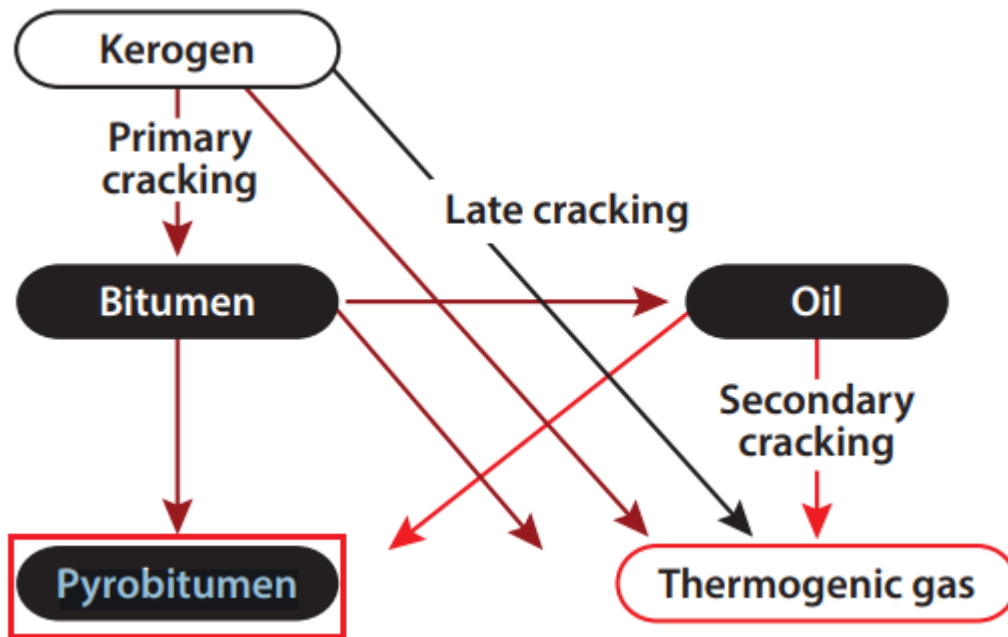 Kerogen
Primary
cracking
Late cracking
Bitumen
Oil
Secondary
cracking
Pyrobitumen
Thermogenic gas